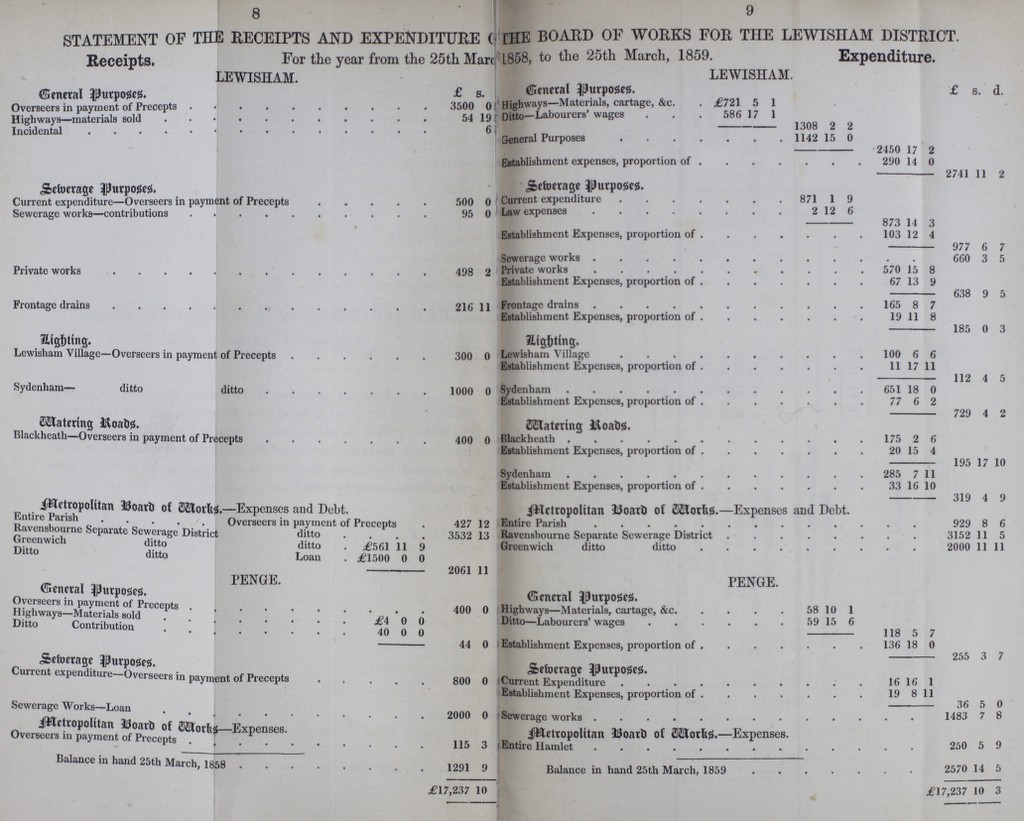 8
STATEMENT OF THE RECEIPTS AND EXPENDITURE
Receipts. For the year from the 25th Marc
LEWISHAM.
General Purposes. £ s.
Overseers in payment of Precepts . . . . . . . . . 3500 0
Highways—materials sold . . . . . . . . . . 54 19
Incidental . . . . . . . . . . . . . 6
Sewerage Purposes.
Current expenditure—Overseers in payment of Precepts . . . . . 500 0
Sewerage works—contributions . . . . . . . . . 95 0
Private works . . . . . . . . . . . . 498 2
Frontage drains . . . . . . . . . . . . 216 11
Lighting.
Lewisham Village—Overseers in payment of Precepts . . . . . 300 0
Sydenham— ditto ditto . . . . . . 1000 0
Watering Roads.
Blackheath—Overseers in payment of Precepts . . . . . . 400 0
Metropolitan Board of Works.—Expenses and Debt.
Entire Parish . . . . . Overseers in payment of Precepts . 427 12
Ravensbourne Separate Sewerage District ditto . . . . 3532 13
Greenwich ditto ditto . £561 11 9
Ditto ditto Loan . £1500 0 0
2061 11
PENGE.
General Purposes.
Overseers in payment of Precepts . . . . . . . . . 400 0
Highways—Materials sold . . . . . . . £4 0 0
Ditto Contribution . . . . . . . 40 0 0
44 0
Sewerage Purposes.
Current expenditure—Overseers in payment of Precepts . . . . . 800 0
Sewerage Works—Loan . . . . . . . . . . 2000 0
Metropolitan Board of Works—Expenses.
Overseers in payment of Precepts . . . . . . . . . 115 3
Balance in hand 25th March, 1858 . . . . . . . 1291 9
£17,237 10
9
THE BOARD OF WORKS FOR THE LEWISHAM DISTRICT.
1858, to the 25th March, 1859. Expenditure.
LEWISHAM.
General Purposes. £ s. d.
Highways—Materials, cartage, &c. . £721 5 1
Ditto—Labourers' wages . . . 586 17 1
1308 2 2
General Purposes . . . . . . . 1142 15 0
2450 17 2
Establishment expenses, proportion of . . . . . . . 290 14 0
2741 11 2
Sewerage Purposes.
Current expenditure . . . . . . . 871 1 9
Law expenses . . . . . . . . 2 12 6
873 14 3
Establishment Expenses, proportion of . . . . . . . 103 12 4
977 6 7
Sewerage works . . . . . . . . . . . . 660 3 5
Private works . . . . . . . . . . 570 15 8
Establishment Expenses, proportion of . . . . . . . 67 13 9
638 9 5
Frontage drains . . . . . . . . . . 165 8 7
Establishment Expenses, proportion of . . . . . . . 19 11 8
185 0 3
Lighting.
Lewisham Village . . . . . . . . . 100 6 6
Establishment Expenses, proportion of . . . . . . . 11 17 11
112 4 5
Sydenham . . . . . . . . . . . 651 18 0
Establishment Expenses, proportion of . . . . . . . 77 6 2
729 4 2
Watering Roads.
Blackheath . . . . . . . . . . . 175 2 6
Establishment Expenses, proportion of . . . . . . . 20 15 4
195 17 10
Sydenham . . . . . . . . . . . 285 7 11
Establishment Expenses, proportion of . . . . . . . 33 16 10
319 4 9
Metropolitan Board of Works.—Expenses and Debt.
Entire Parish . . . . . . . . . . . . 929 8 6
Ravensbourne Separate Sewerage District . . . . . . . . 3152 11 5
Greenwich ditto ditto . . . . . . . . 2000 11 11
PENGE.
General Purposes.
Highways—Materials, cartage, &c. . . . . . 58 10 1
Ditto—Labourers' wages . . . . . . 59 15 6
118 5 7
Establishment Expenses, proportion of . . . . . . . 136 18 0
255 3 7
Sewerage Purposes.
Current Expenditure . . . . . . . . . 16 16 1
Establishment Expenses, proportion of . . . . . . . 19 8 11
36 5 0
Sewerage works . . . . . . . . . . . . 1483 7 8
Metropolitan Board of Works.—Expenses.
Entire Hamlet . . . . . . . . . . . . 250 5 9
Balance in hand 25th March, 1859 . . . . . . . 2570 14 5
£17,237 10 3